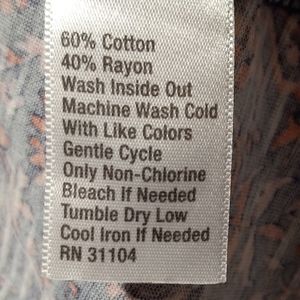 60% Cotton
40% Rayon
Wash Inside Out
Machine Wash Cold
With Like Colors
Gentle Cycle
Only Non-Chlorine
Bleach If Needed
Tumble Dry Low
Cool Iron If Needed
RN 31104